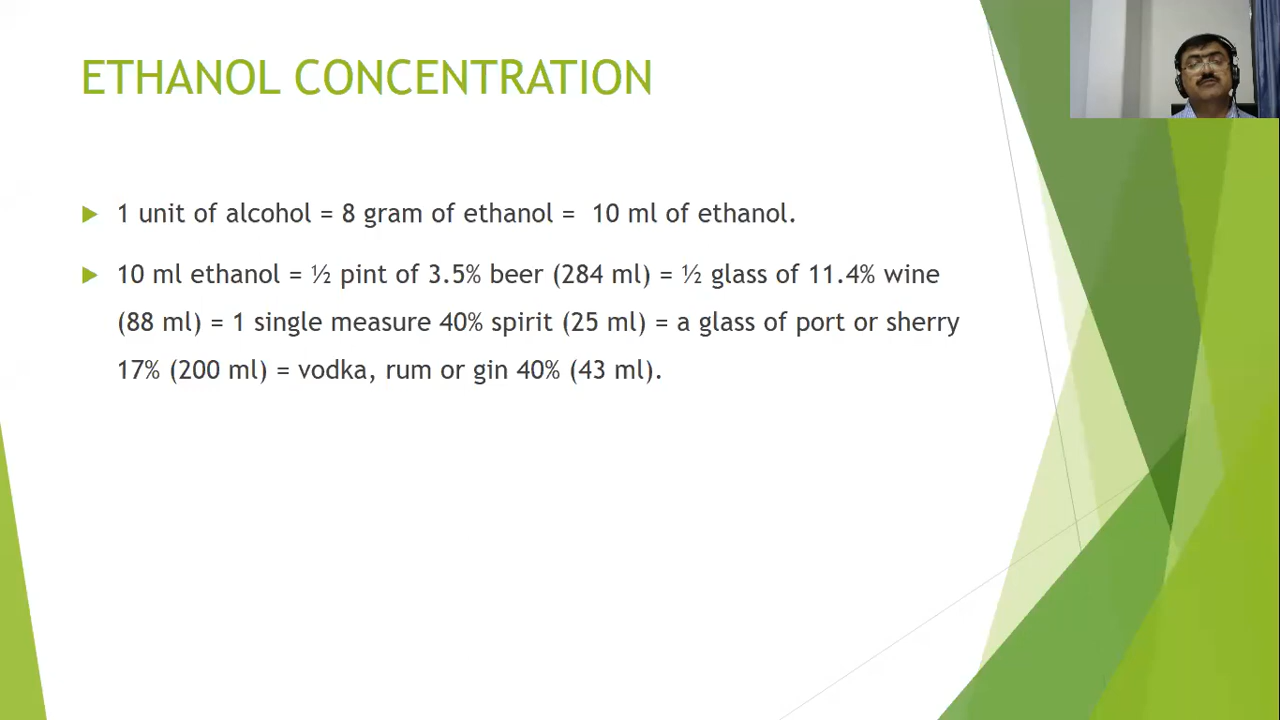 ETHANOL CONCENTRATION
1 unit of alcohol = 8 gram of ethanol = 10 ml of ethanol.
10 ml ethanol = ½ pint of 3.5% beer (284 ml) = ½ glass of 11.4% wine
(88 ml) = 1 single measure 40% spirit (25 ml) = a glass of port or sherry
17% (200 ml) = vodka, rum or gin 40% (43 ml).